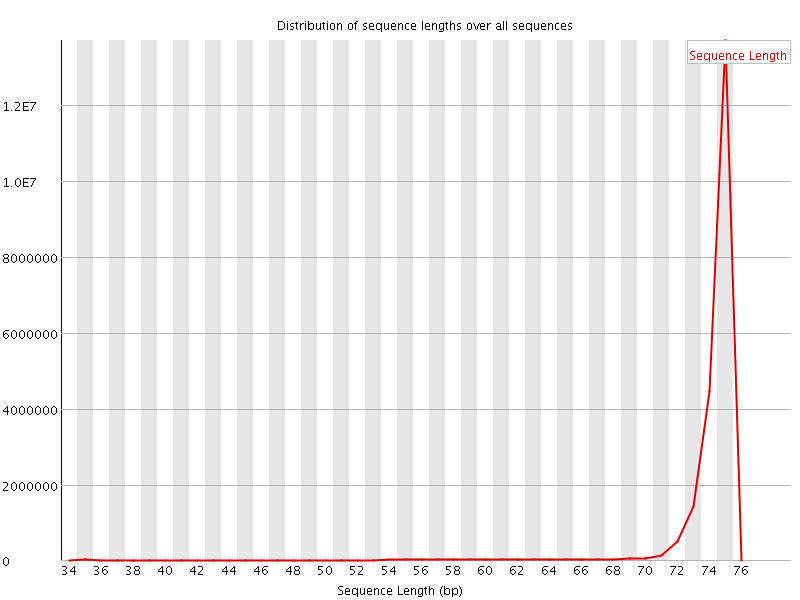 Distribution of sequence lengths over all sequences
Sequence Length
1.2E7
1.0E7
8000000
6000000
4000000
2000000
0
34 36 38 40 42 44 46 48 50 52 54 56 58 60 62 64 66 68 70 72 74 76
Sequence Length (bp)